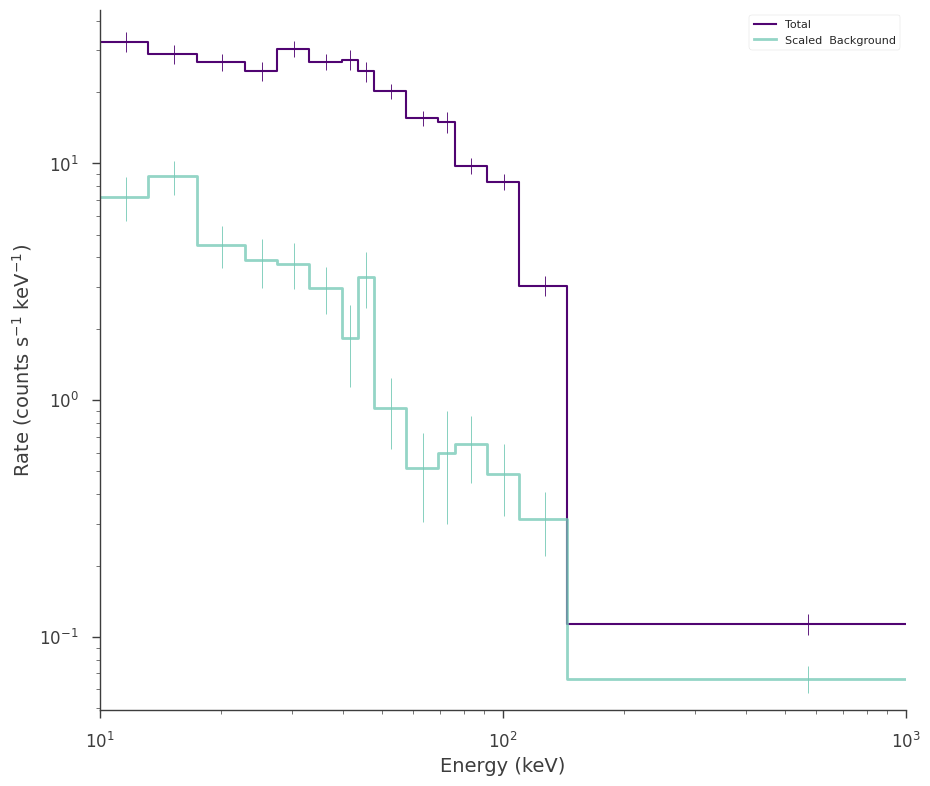 Total
Scaled  Background
10¹
10⁰
10⁻¹
Rate (counts s⁻¹ keV⁻¹)
10¹
10²
10³
Energy (keV)